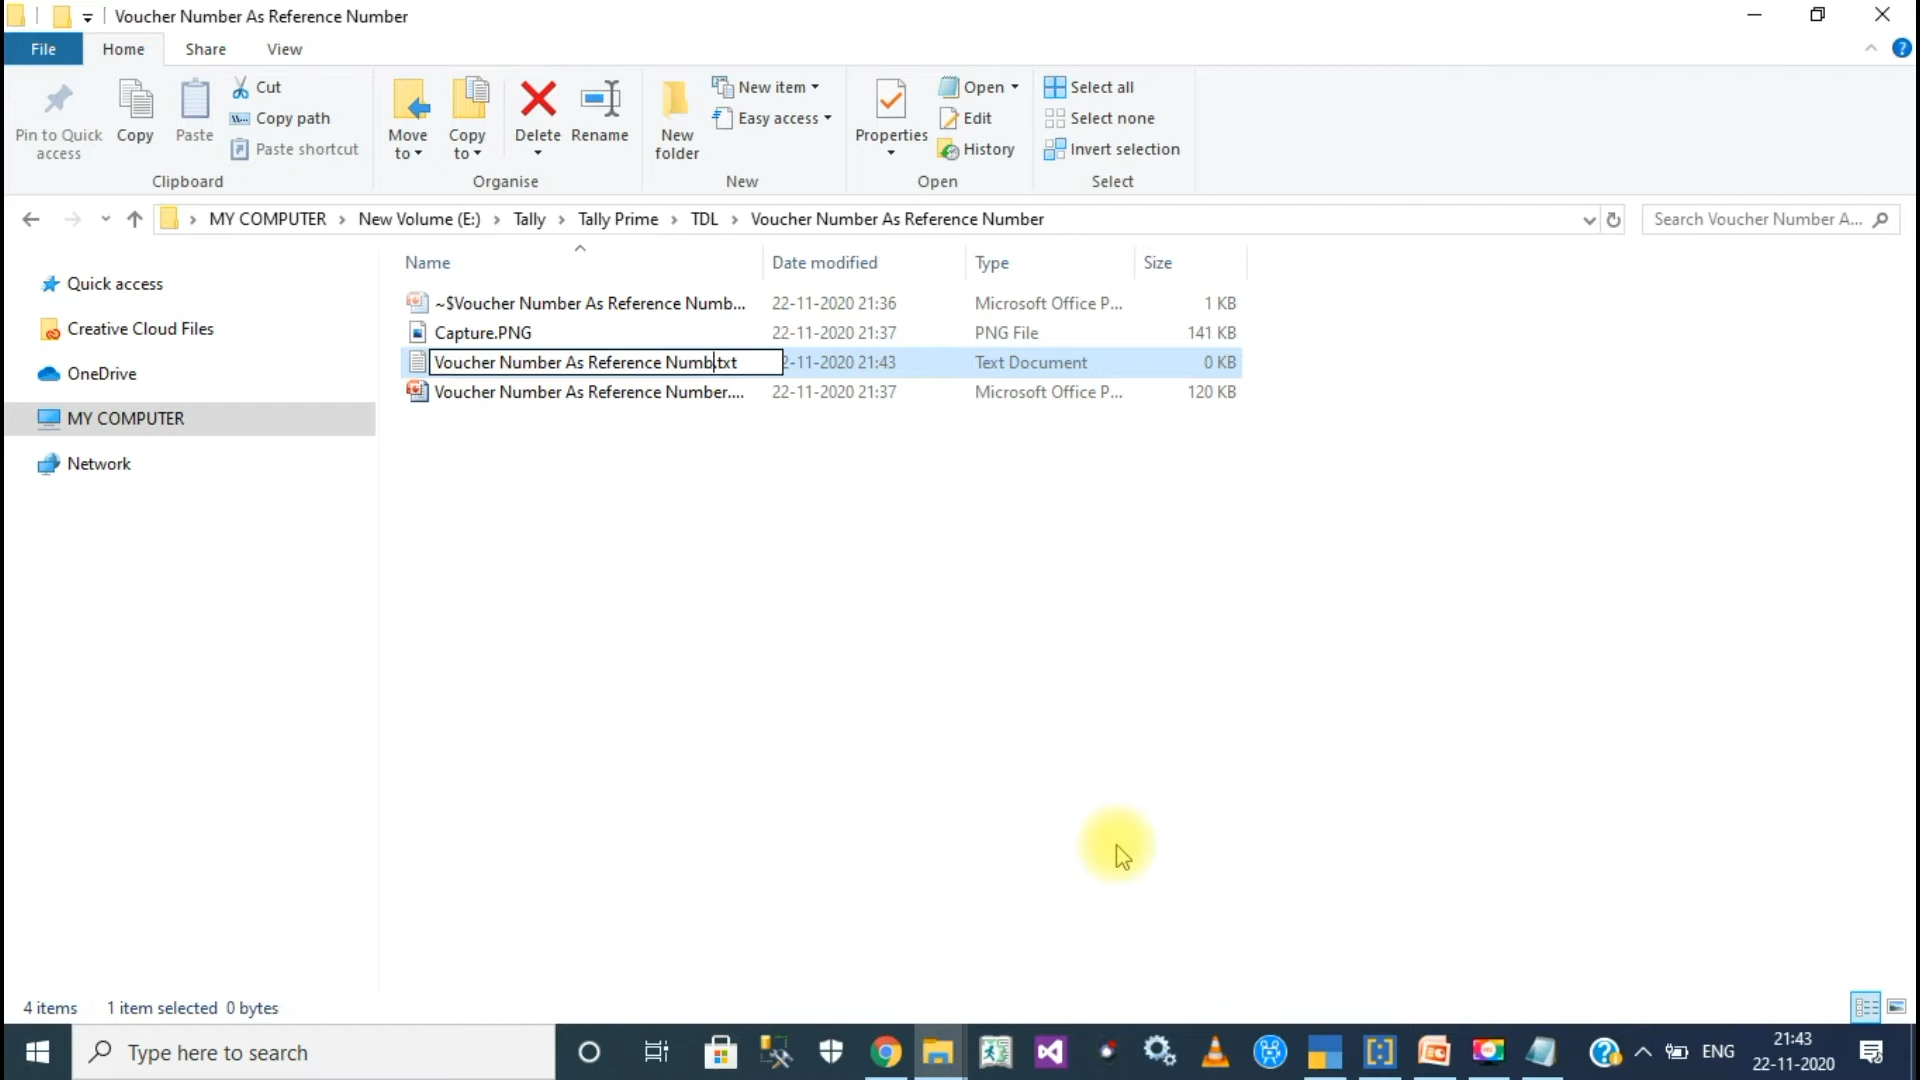 Voucher Number As Reference Number
File Home Share View
Pin to Quick access
Copy
Paste
Cut
Copy path
Paste shortcut
Clipboard
Move to
Copy to
Delete
Rename
Organise
New folder
New item
Easy access
New
Properties
Open
Edit
History
Open
Select all
Select none
Invert selection
Select
MY COMPUTER › New Volume (E:) › Tally › Tally Prime › TDL › Voucher Number As Reference Number
Search Voucher Number A...
Quick access
Creative Cloud Files
OneDrive
MY COMPUTER
Network
Name Date modified Type Size
~$Voucher Number As Reference Numb... 22-11-2020 21:36 Microsoft Office P... 1 KB
Capture.PNG 22-11-2020 21:37 PNG File 141 KB
Voucher Number As Reference Numb.txt 2-11-2020 21:43 Text Document 0 KB
Voucher Number As Reference Number.... 22-11-2020 21:37 Microsoft Office P... 120 KB
4 items 1 item selected 0 bytes
Type here to search
ENG
21:43
22-11-2020